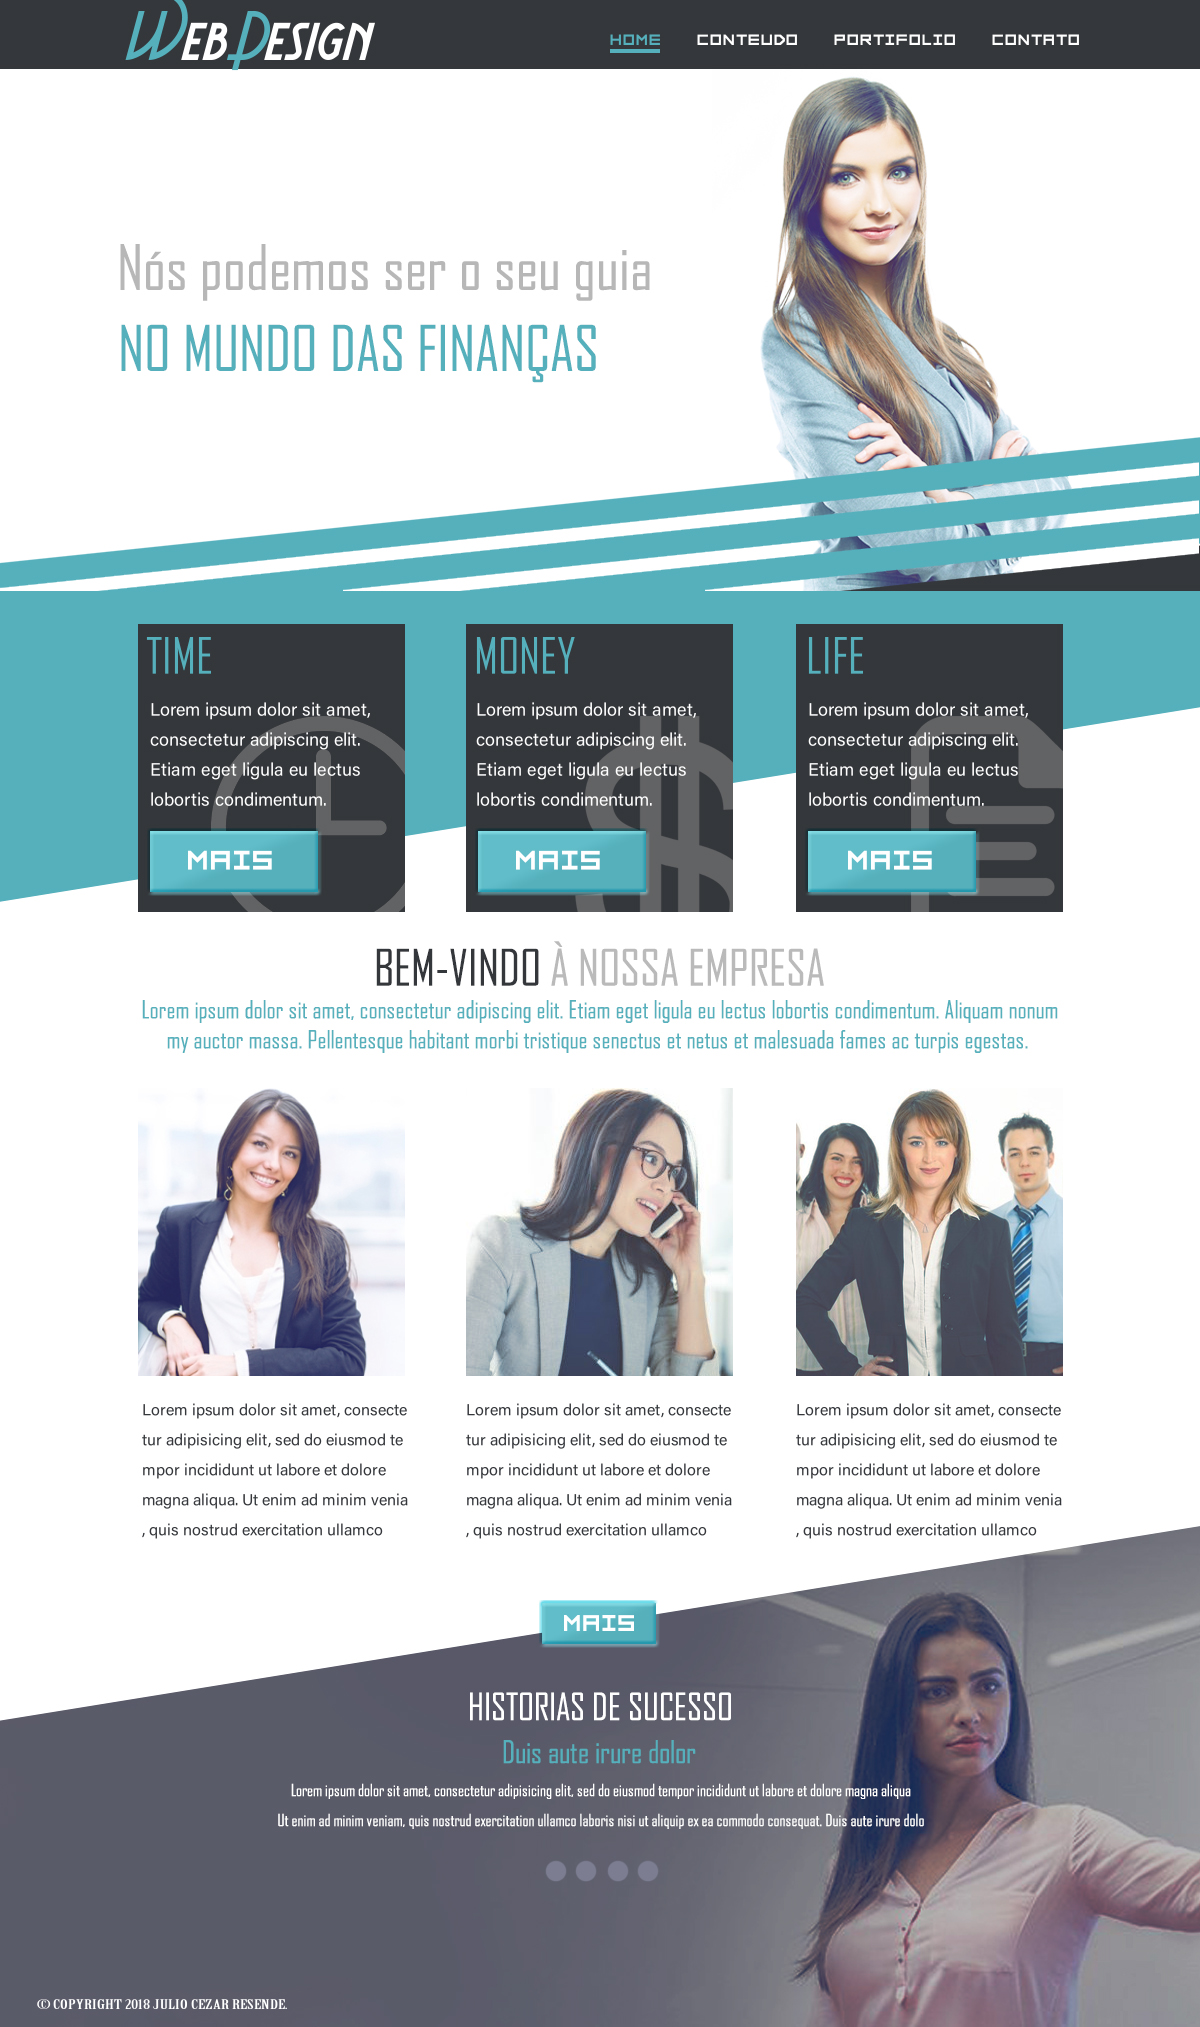 WEB DESIGN
HOME CONTEUDO PORTIFOLIO CONTATO
Nós podemos ser o seu guia
NO MUNDO DAS FINANÇAS
TIME
Lorem ipsum dolor sit amet,
consectetur adipiscing elit.
Etiam eget ligula eu lectus
lobortis condimentum.
MAIS
MONEY
Lorem ipsum dolor sit amet,
consectetur adipiscing elit.
Etiam eget ligula eu lectus
lobortis condimentum.
MAIS
LIFE
Lorem ipsum dolor sit amet,
consectetur adipiscing elit.
Etiam eget ligula eu lectus
lobortis condimentum.
MAIS
BEM-VINDO À NOSSA EMPRESA
Lorem ipsum dolor sit amet, consectetur adipiscing elit. Etiam eget ligula eu lectus lobortis condimentum. Aliquam nonum
my auctor massa. Pellentesque habitant morbi tristique senectus et netus et malesuada fames ac turpis egestas.
Lorem ipsum dolor sit amet, consecte
tur adipisicing elit, sed do eiusmod te
mpor incididunt ut labore et dolore
magna aliqua. Ut enim ad minim venia
, quis nostrud exercitation ullamco
Lorem ipsum dolor sit amet, consecte
tur adipisicing elit, sed do eiusmod te
mpor incididunt ut labore et dolore
magna aliqua. Ut enim ad minim venia
, quis nostrud exercitation ullamco
Lorem ipsum dolor sit amet, consecte
tur adipisicing elit, sed do eiusmod te
mpor incididunt ut labore et dolore
magna aliqua. Ut enim ad minim venia
, quis nostrud exercitation ullamco
MAIS
HISTORIAS DE SUCESSO
Duis aute irure dolor
Lorem ipsum dolor sit amet, consectetur adipisicing elit, sed do eiusmod tempor incididunt ut labore et dolore magna aliqua
Ut enim ad minim veniam, quis nostrud exercitation ullamco laboris nisi ut aliquip ex ea commodo consequat. Duis aute irure dolo
© COPYRIGHT 2018 JULIO CEZAR RESENDE.